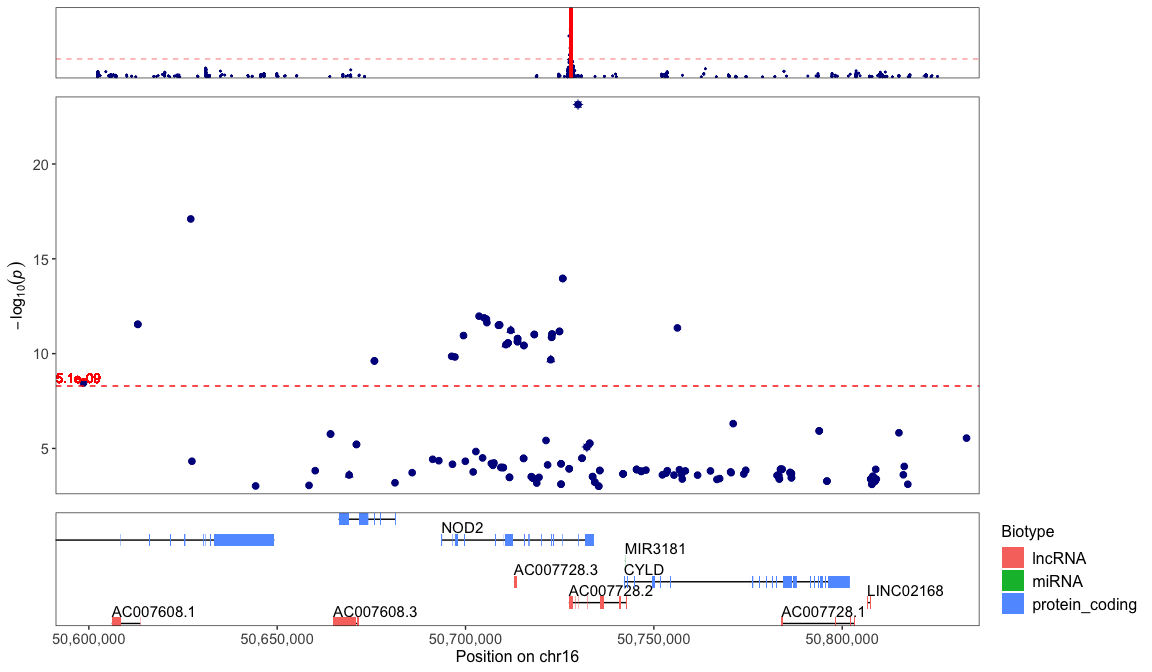 20
15
10
5
−log10(p)
5.1e-09
NOD2
MIR3181
AC007728.3
CYLD
AC007728.2
LINC02168
AC007608.1
AC007608.3
AC007728.1
50,600,000
50,650,000
50,700,000
50,750,000
50,800,000
Position on chr16
Biotype
lncRNA
miRNA
protein_coding